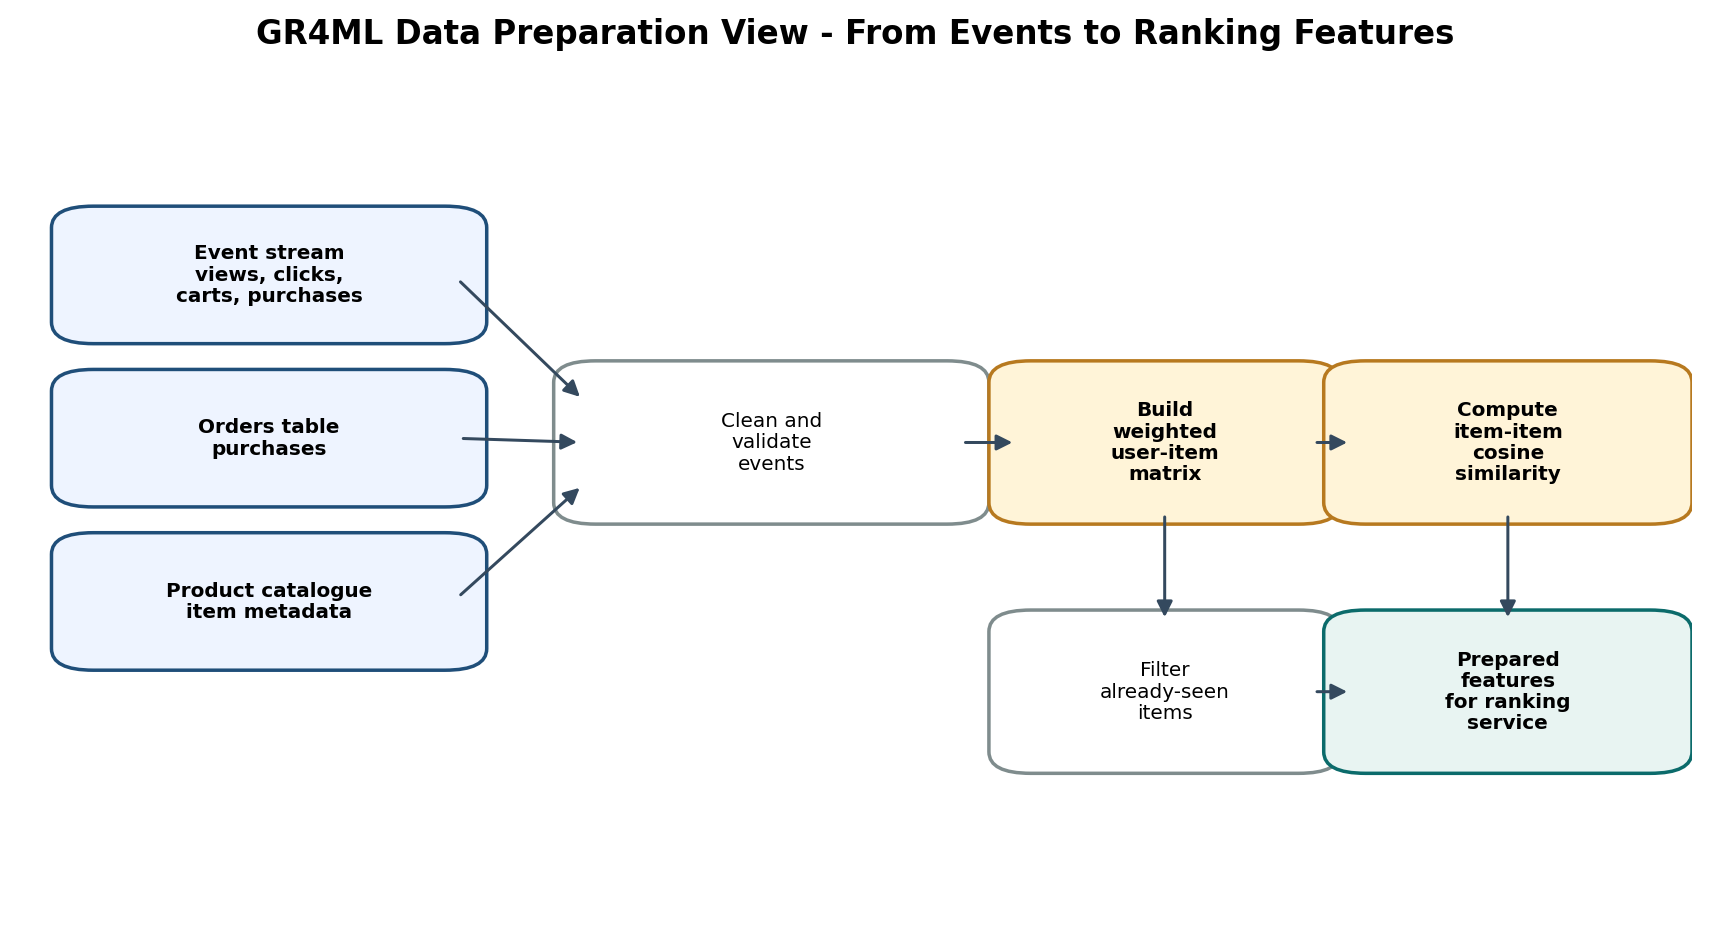 GR4ML Data Preparation View - From Events to Ranking Features
Event stream
views, clicks,
carts, purchases
Orders table
purchases
Product catalogue
item metadata
Clean and
validate
events
Build
weighted
user-item
matrix
Compute
item-item
cosine
similarity
Filter
already-seen
items
Prepared
features
for ranking
service